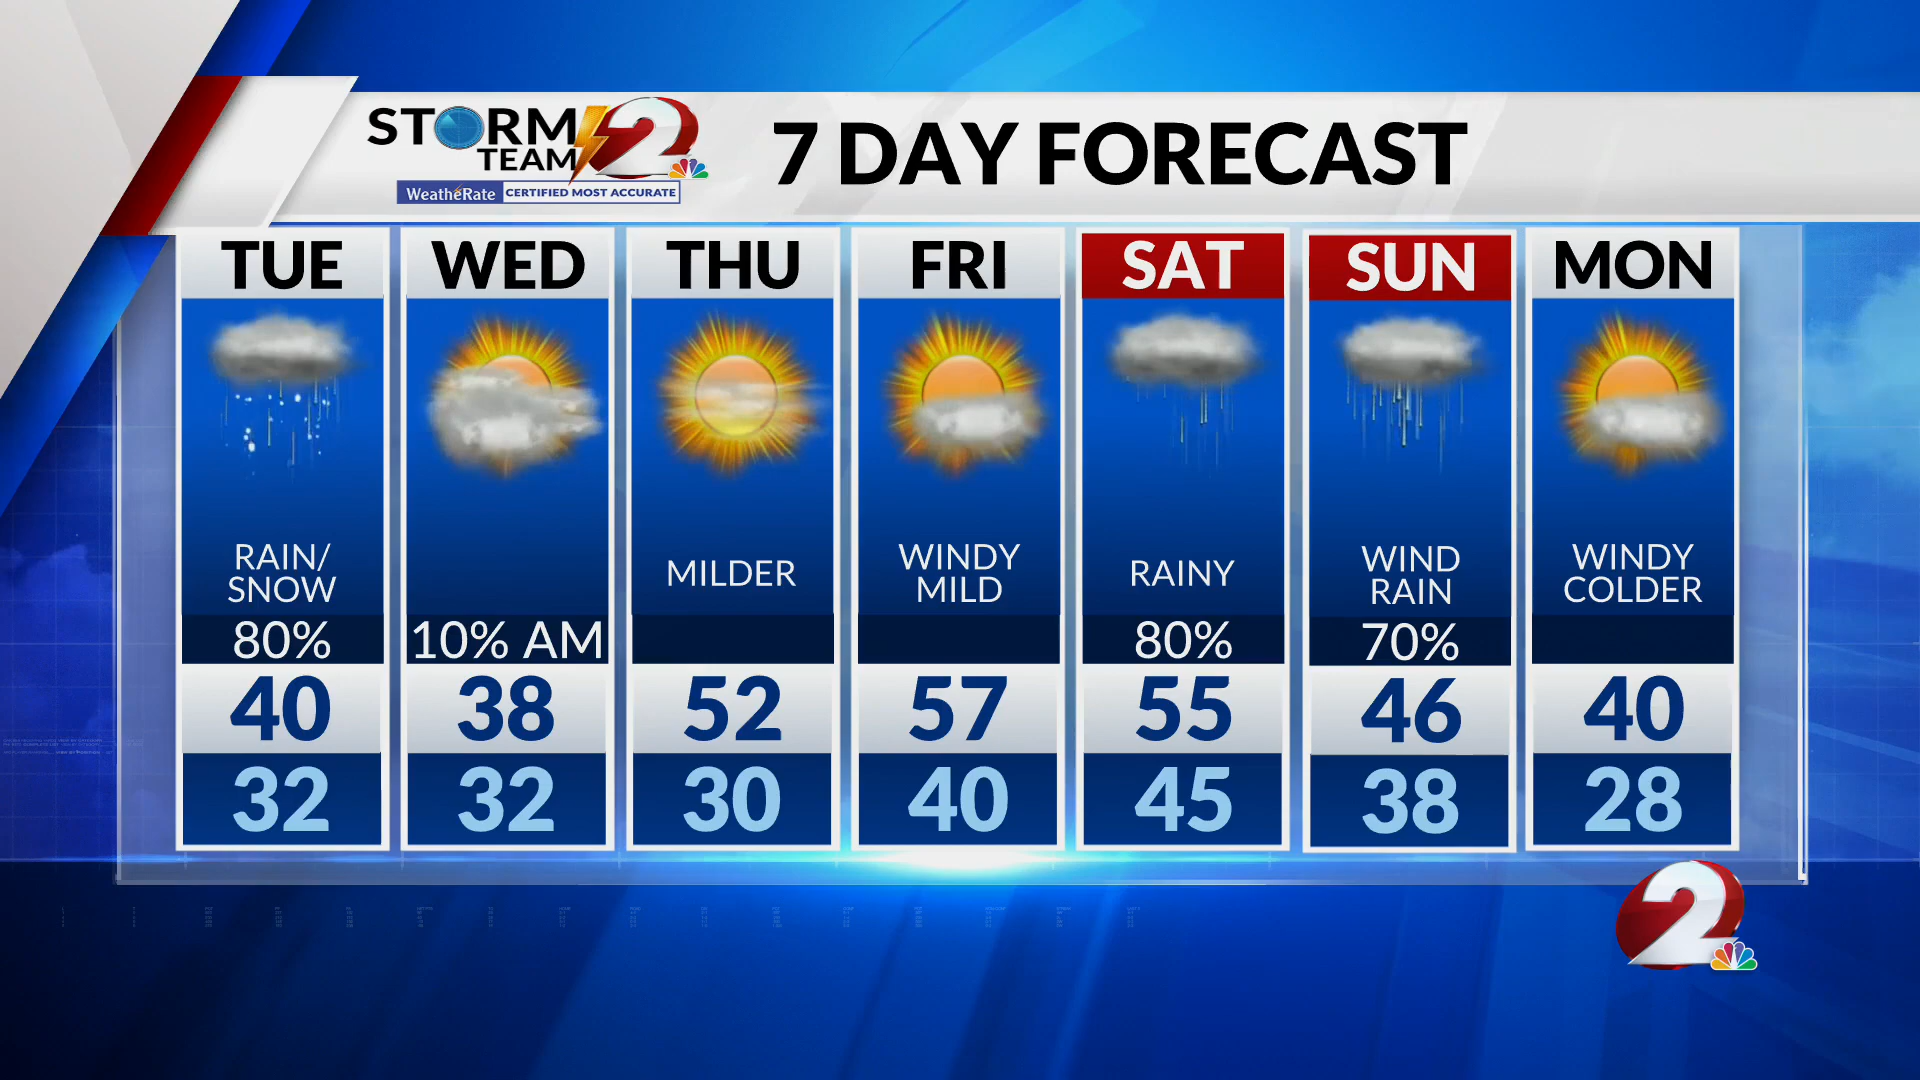 STORM
TEAM 2
WeatheRate CERTIFIED MOST ACCURATE
7 DAY FORECAST
TUE WED THU FRI SAT SUN MON
RAIN/
SNOW
MILDER
WINDY
MILD
RAINY
WIND
RAIN
WINDY
COLDER
80% 10% AM 80% 70%
40 38 52 57 55 46 40
32 32 30 40 45 38 28
2